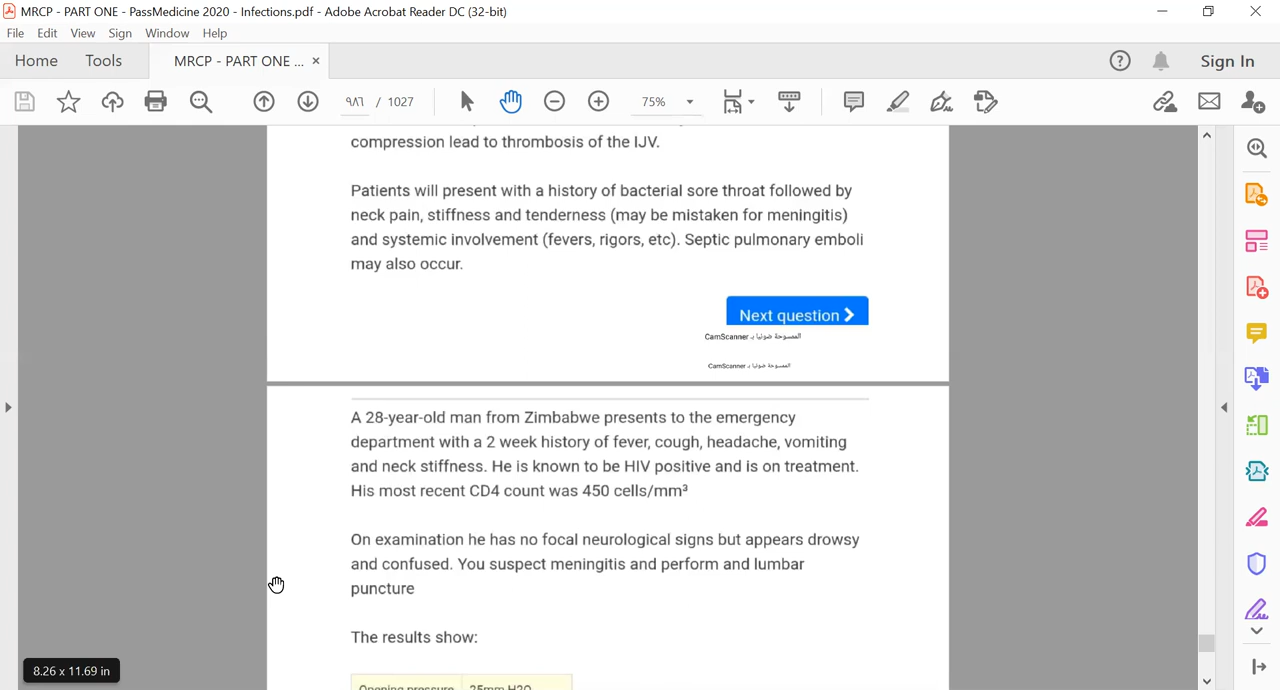 MRCP - PART ONE - PassMedicine 2020 - Infections.pdf - Adobe Acrobat Reader DC (32-bit)
File Edit View Sign Window Help
Home Tools MRCP - PART ONE ... × Sign In
٩٨٦ / 1027 75%
compression lead to thrombosis of the IJV.
Patients will present with a history of bacterial sore throat followed by
neck pain, stiffness and tenderness (may be mistaken for meningitis)
and systemic involvement (fevers, rigors, etc). Septic pulmonary emboli
may also occur.
Next question
الممسوحة ضوئيا بـ CamScanner
الممسوحة ضوئيا بـ CamScanner
A 28-year-old man from Zimbabwe presents to the emergency
department with a 2 week history of fever, cough, headache, vomiting
and neck stiffness. He is known to be HIV positive and is on treatment.
His most recent CD4 count was 450 cells/mm³
On examination he has no focal neurological signs but appears drowsy
and confused. You suspect meningitis and perform and lumbar
puncture
The results show:
Opening pressure 25mm H2O
8.26 x 11.69 in